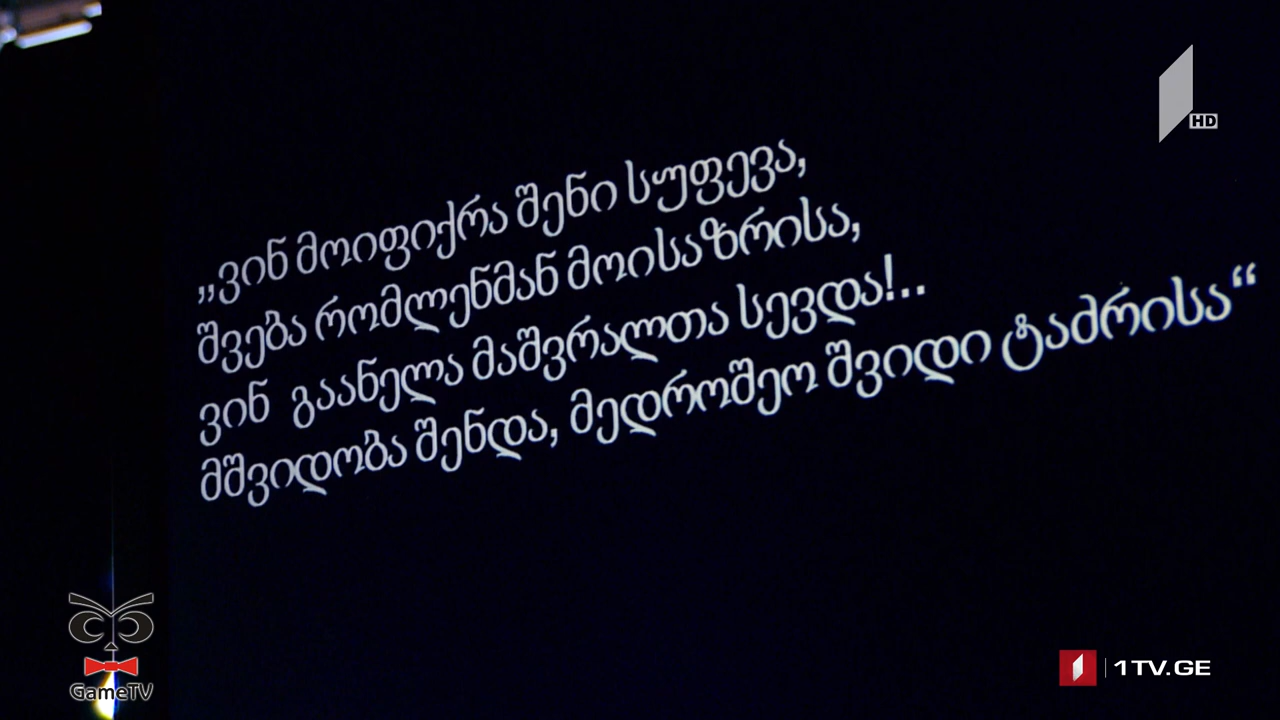 „ვინ მოიფიქრა შენი სუფევა,
შვება რომლენმან მოისაზრისა,
ვინ გაანელა მაშვრალთა სევდა!..
მშვიდობა შენდა, მედროშეო შვიდი ტაძრისა“
HD
GameTV
1TV.GE